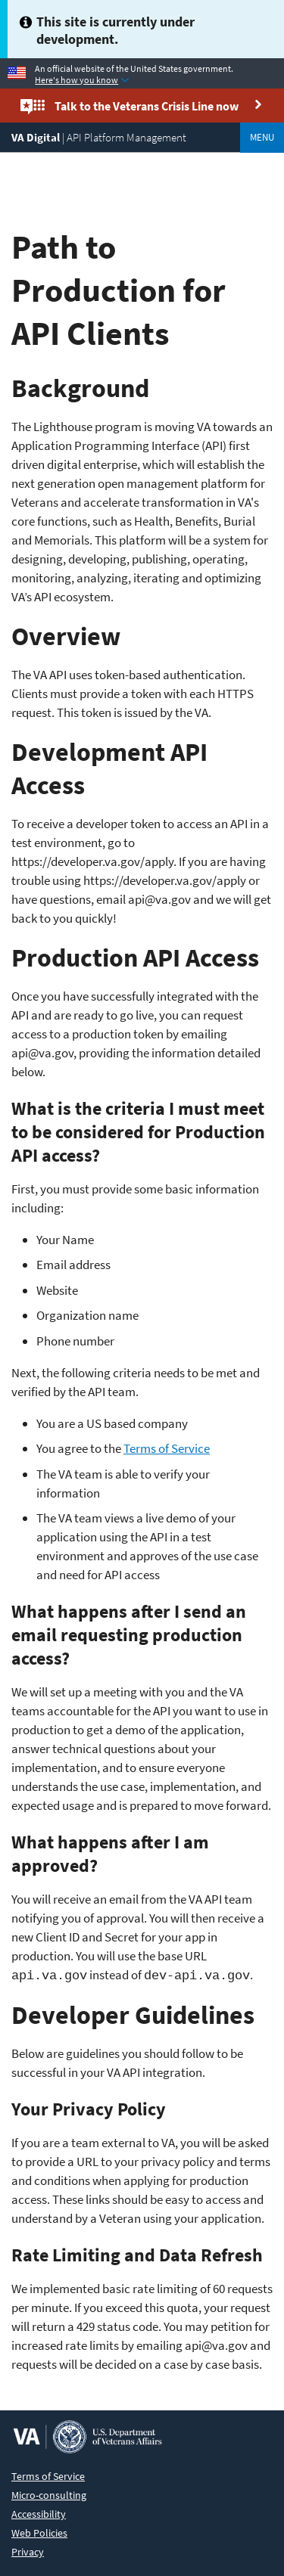 This site is currently under
development.
An official website of the United States government.
Here's how you know
Talk to the Veterans Crisis Line now
VA Digital | API Platform Management
MENU
Path to
Production for
API Clients
Background
The Lighthouse program is moving VA towards an
Application Programming Interface (API) first
driven digital enterprise, which will establish the
next generation open management platform for
Veterans and accelerate transformation in VA's
core functions, such as Health, Benefits, Burial
and Memorials. This platform will be a system for
designing, developing, publishing, operating,
monitoring, analyzing, iterating and optimizing
VA's API ecosystem.
Overview
The VA API uses token-based authentication.
Clients must provide a token with each HTTPS
request. This token is issued by the VA.
Development API
Access
To receive a developer token to access an API in a
test environment, go to
https://developer.va.gov/apply. If you are having
trouble using https://developer.va.gov/apply or
have questions, email api@va.gov and we will get
back to you quickly!
Production API Access
Once you have successfully integrated with the
API and are ready to go live, you can request
access to a production token by emailing
api@va.gov, providing the information detailed
below.
What is the criteria I must meet
to be considered for Production
API access?
First, you must provide some basic information
including:
Your Name
Email address
Website
Organization name
Phone number
Next, the following criteria needs to be met and
verified by the API team.
You are a US based company
You agree to the Terms of Service
The VA team is able to verify your
information
The VA team views a live demo of your
application using the API in a test
environment and approves of the use case
and need for API access
What happens after I send an
email requesting production
access?
We will set up a meeting with you and the VA
teams accountable for the API you want to use in
production to get a demo of the application,
answer technical questions about your
implementation, and to ensure everyone
understands the use case, implementation, and
expected usage and is prepared to move forward.
What happens after I am
approved?
You will receive an email from the VA API team
notifying you of approval. You will then receive a
new Client ID and Secret for your app in
production. You will use the base URL
api.va.gov instead of dev-api.va.gov.
Developer Guidelines
Below are guidelines you should follow to be
successful in your VA API integration.
Your Privacy Policy
If you are a team external to VA, you will be asked
to provide a URL to your privacy policy and terms
and conditions when applying for production
access. These links should be easy to access and
understand by a Veteran using your application.
Rate Limiting and Data Refresh
We implemented basic rate limiting of 60 requests
per minute. If you exceed this quota, your request
will return a 429 status code. You may petition for
increased rate limits by emailing api@va.gov and
requests will be decided on a case by case basis.
VA
U.S. Department
of Veterans Affairs
Terms of Service
Micro-consulting
Accessibility
Web Policies
Privacy